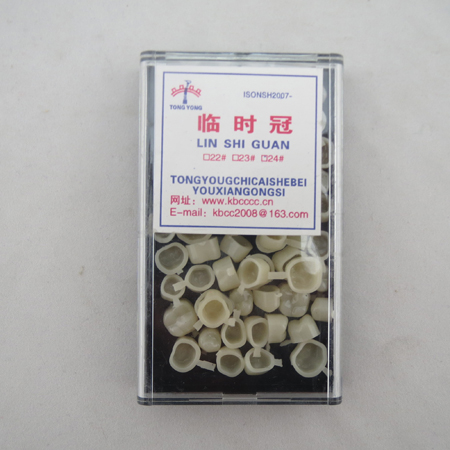 ISONSH2007-
TONG YONG
临时冠
LIN SHI GUAN
□22# □23# ☑24#
TONGYOUGCHICAISHEBEI
YOUXIANGONGSI
网址：www.kbcccc.cn
E-mail：kbcc2008@163.com